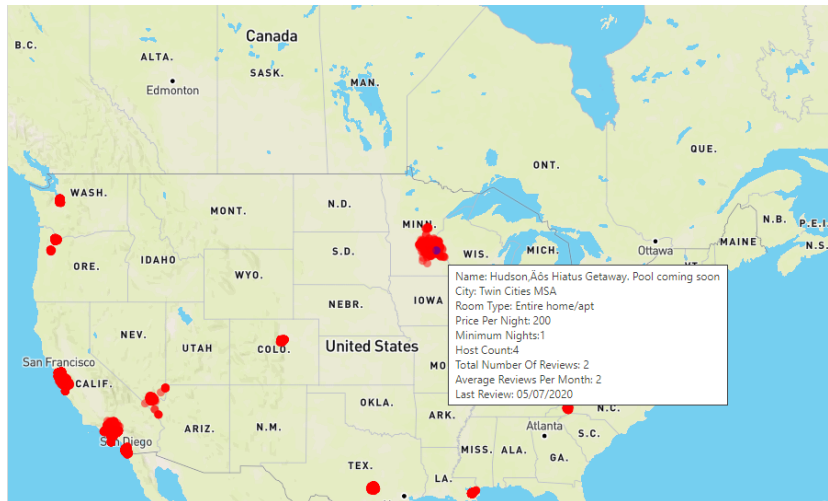 Canada
B.C.
ALTA.
SASK.
MAN.
Edmonton
ONT.
QUE.
WASH.
MONT.
N.D.
MINN.
N.B.
P.E.I.
MAINE
N.S.
Ottawa
ORE.
IDAHO
S.D.
WIS.
MICH.
WYO.
IOWA
NEBR.
NEV.
UTAH
COLO.
United States
San Francisco
CALIF.
MO
N.C.
OKLA.
ARK.
Atlanta
S.C.
San Diego
ARIZ.
N.M.
MISS.
ALA.
GA.
TEX.
LA.
Name: Hudson‚Äôs Hiatus Getaway. Pool coming soon
City: Twin Cities MSA
Room Type: Entire home/apt
Price Per Night: 200
Minimum Nights:1
Host Count:4
Total Number Of Reviews: 2
Average Reviews Per Month: 2
Last Review: 05/07/2020